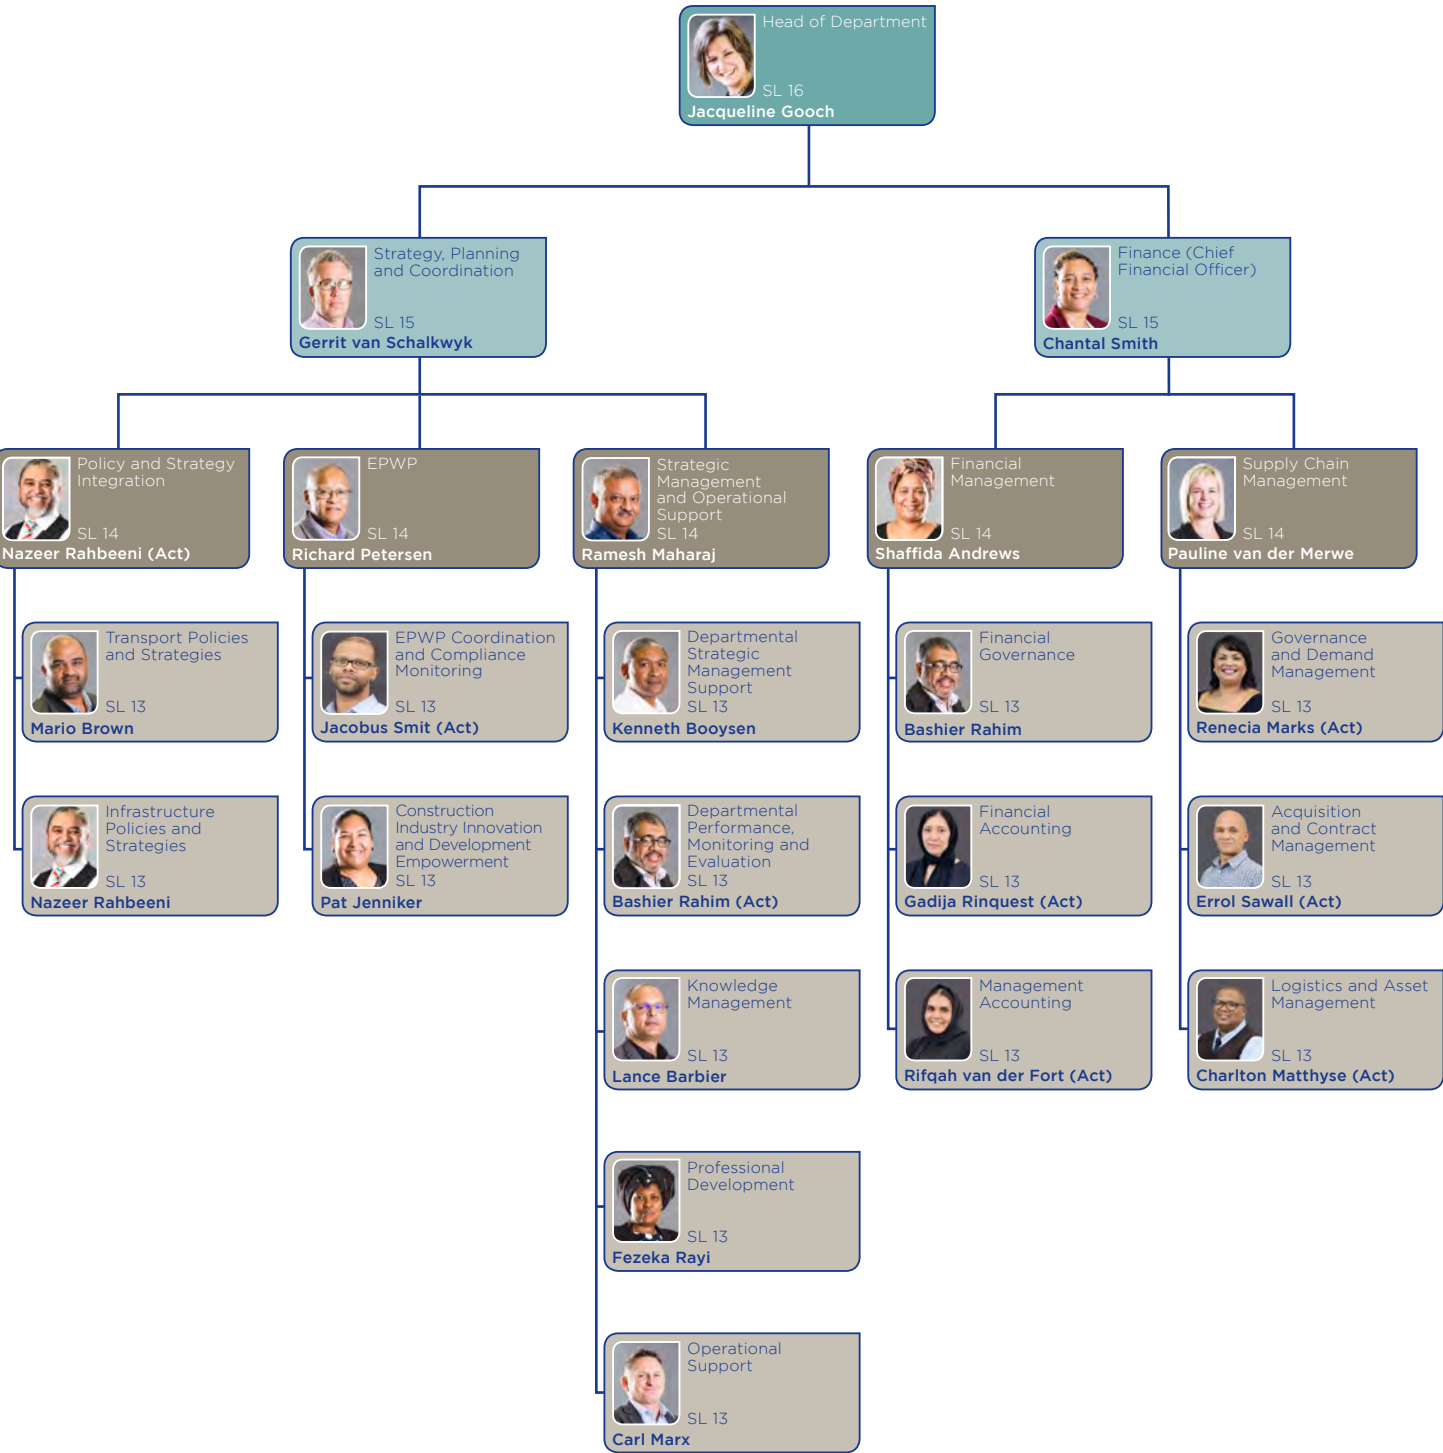 Head of Department
SL 16
Jacqueline Gooch
Strategy, Planning
and Coordination
SL 15
Gerrit van Schalkwyk
Finance (Chief
Financial Officer)
SL 15
Chantal Smith
Policy and Strategy
Integration
SL 14
Nazeer Rahbeeni (Act)
EPWP
SL 14
Richard Petersen
Strategic
Management
and Operational
Support
SL 14
Ramesh Maharaj
Financial
Management
SL 14
Shaffida Andrews
Supply Chain
Management
SL 14
Pauline van der Merwe
Transport Policies
and Strategies
SL 13
Mario Brown
EPWP Coordination
and Compliance
Monitoring
SL 13
Jacobus Smit (Act)
Departmental
Strategic
Management
Support
SL 13
Kenneth Booysen
Financial
Governance
SL 13
Bashier Rahim
Governance
and Demand
Management
SL 13
Renecia Marks (Act)
Infrastructure
Policies and
Strategies
SL 13
Nazeer Rahbeeni
Construction
Industry Innovation
and Development
Empowerment
SL 13
Pat Jenniker
Departmental
Performance,
Monitoring and
Evaluation
SL 13
Bashier Rahim (Act)
Financial
Accounting
SL 13
Gadija Rinquest (Act)
Acquisition
and Contract
Management
SL 13
Errol Sawall (Act)
Knowledge
Management
SL 13
Lance Barbier
Management
Accounting
SL 13
Rifqah van der Fort (Act)
Logistics and Asset
Management
SL 13
Charlton Matthyse (Act)
Professional
Development
SL 13
Fezeka Rayi
Operational
Support
SL 13
Carl Marx